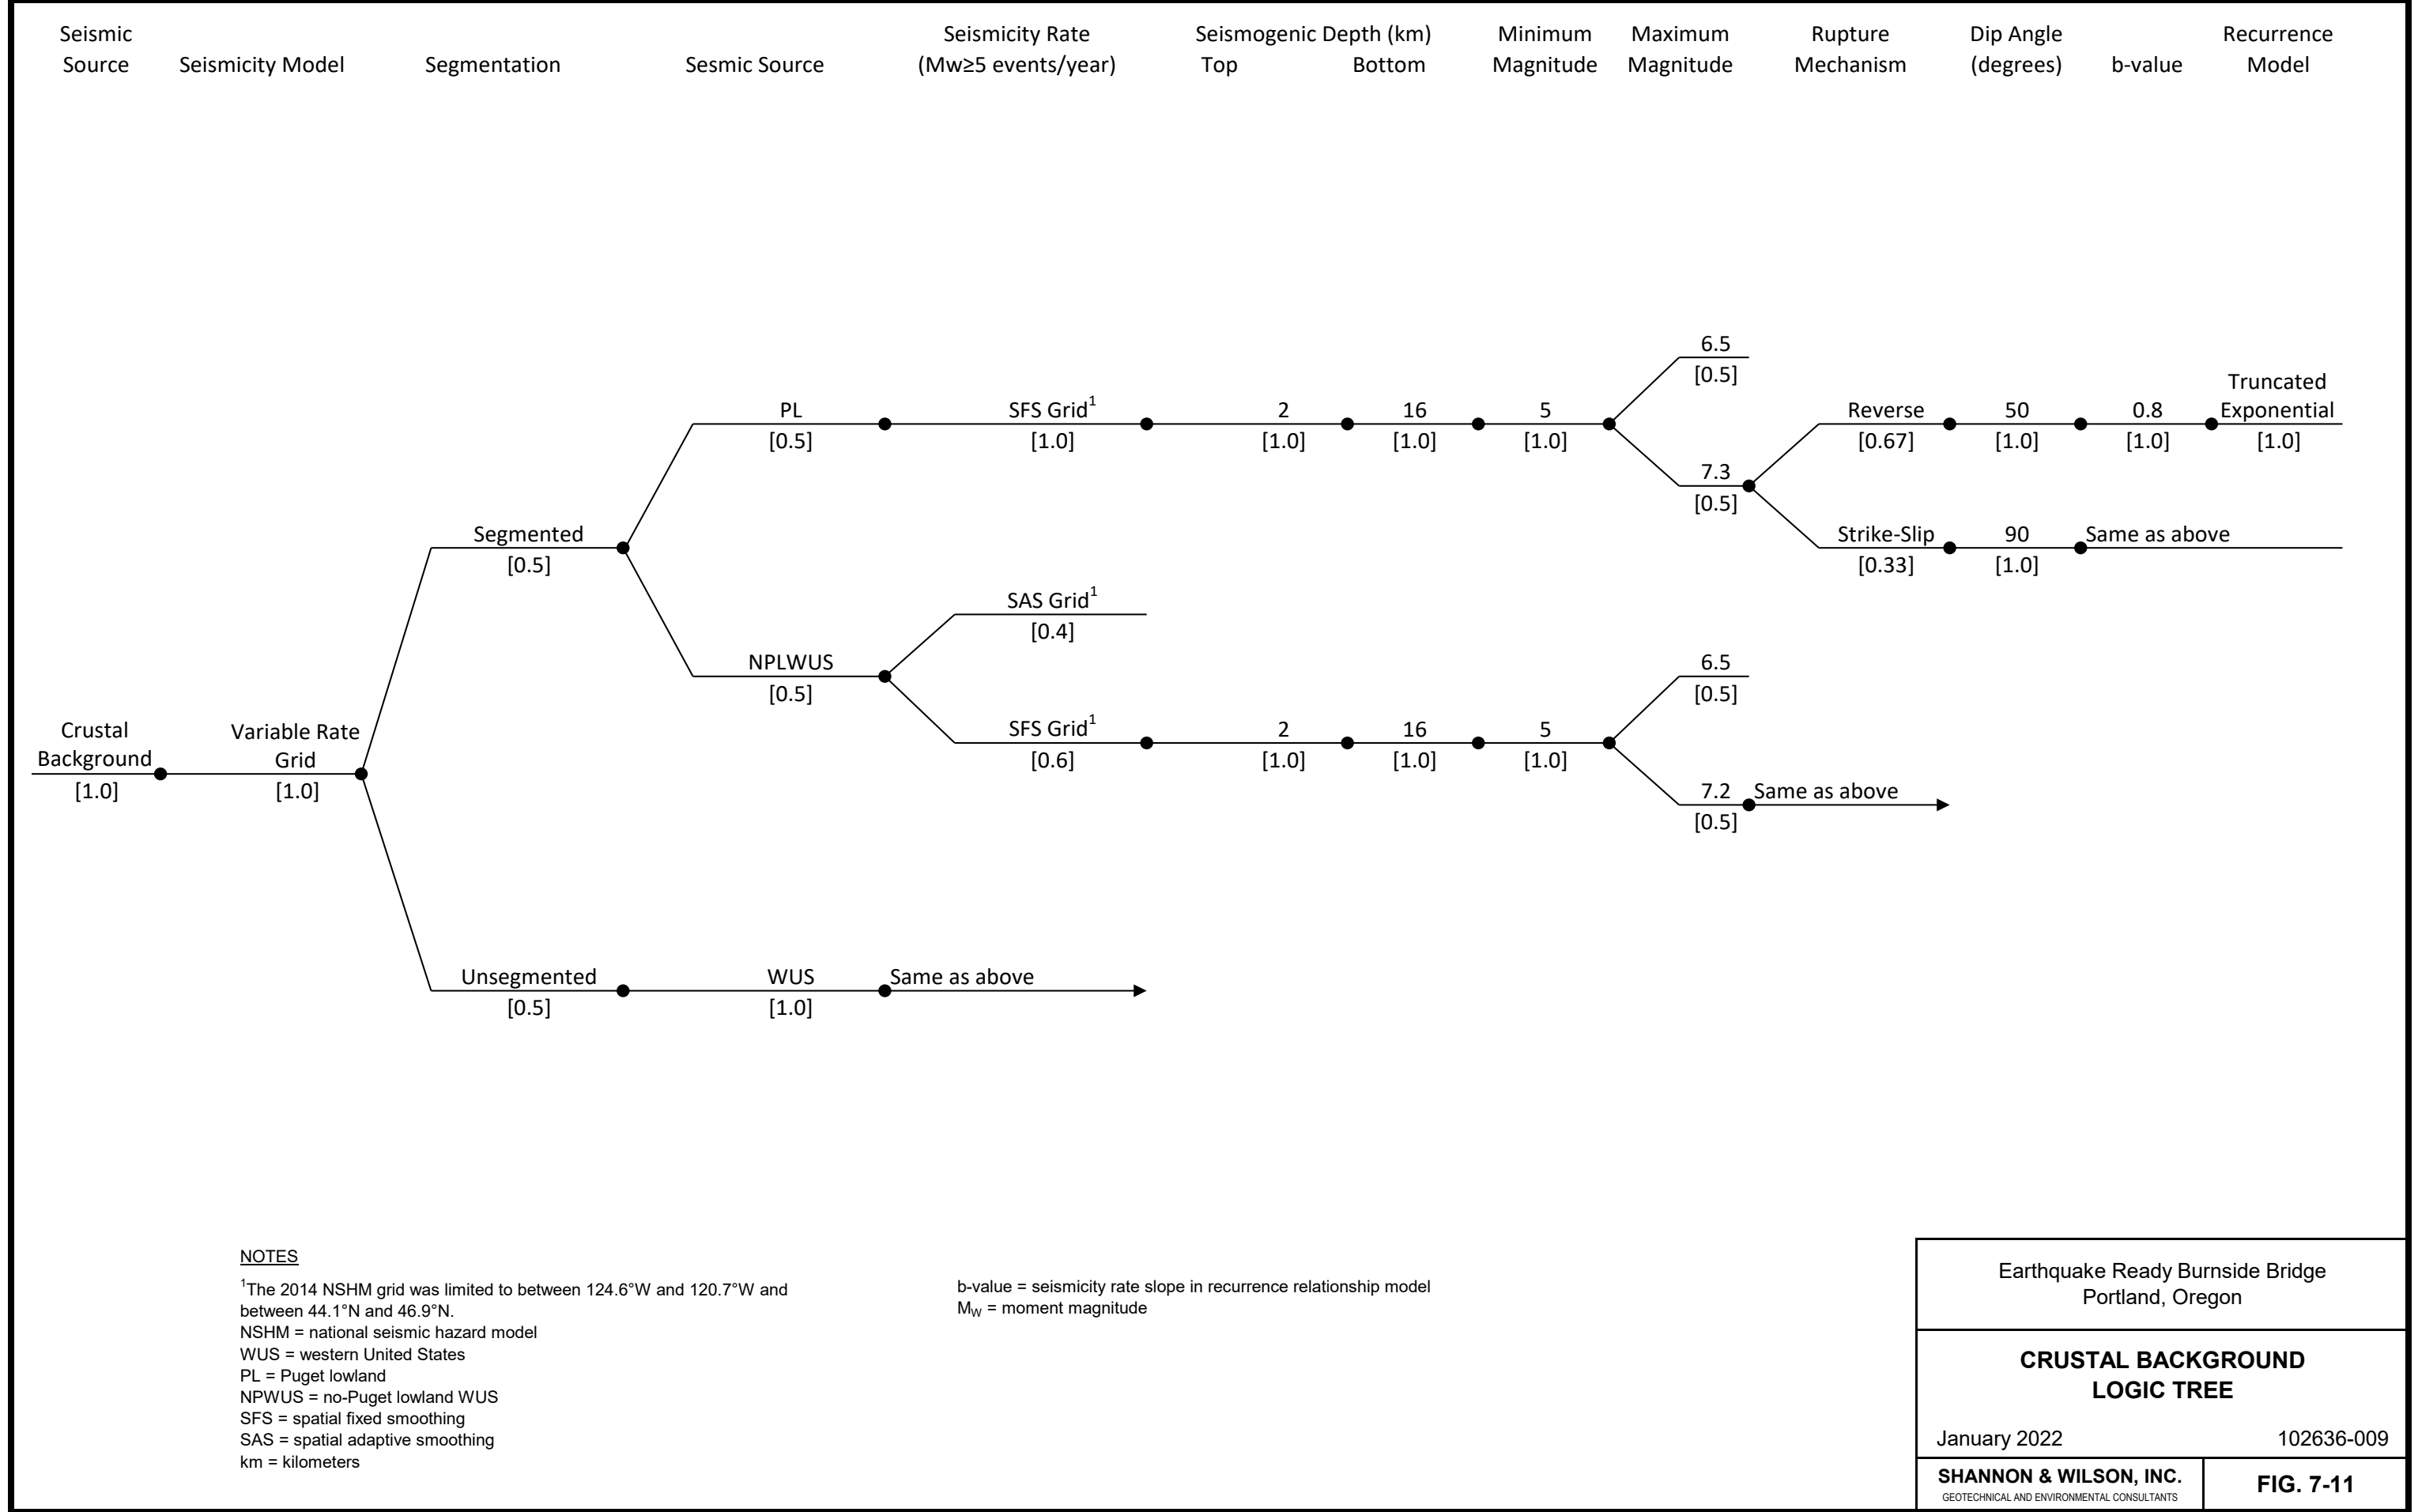 Seismic
Source
Seismicity Model
Segmentation
Sesmic Source
Seismicity Rate
(Mw≥5 events/year)
Seismogenic Depth (km)
Top Bottom
Minimum
Magnitude
Maximum
Magnitude
Rupture
Mechanism
Dip Angle
(degrees)
b-value
Recurrence
Model
6.5
[0.5]
PL
[0.5]
SFS Grid1
[1.0]
2
[1.0]
16
[1.0]
5
[1.0]
Reverse
[0.67]
50
[1.0]
0.8
[1.0]
Truncated
Exponential
[1.0]
7.3
[0.5]
Segmented
[0.5]
Strike-Slip
[0.33]
90
[1.0]
Same as above
SAS Grid1
[0.4]
NPLWUS
[0.5]
6.5
[0.5]
SFS Grid1
[0.6]
2
[1.0]
16
[1.0]
5
[1.0]
Crustal
Background
[1.0]
Variable Rate
Grid
[1.0]
7.2
[0.5]
Same as above
Unsegmented
[0.5]
WUS
[1.0]
Same as above
NOTES
1The 2014 NSHM grid was limited to between 124.6°W and 120.7°W and
between 44.1°N and 46.9°N.
NSHM = national seismic hazard model
WUS = western United States
PL = Puget lowland
NPWUS = no-Puget lowland WUS
SFS = spatial fixed smoothing
SAS = spatial adaptive smoothing
km = kilometers
b-value = seismicity rate slope in recurrence relationship model
MW = moment magnitude
Earthquake Ready Burnside Bridge
Portland, Oregon
CRUSTAL BACKGROUND
LOGIC TREE
January 2022 102636-009
SHANNON & WILSON, INC.
GEOTECHNICAL AND ENVIRONMENTAL CONSULTANTS
FIG. 7-11